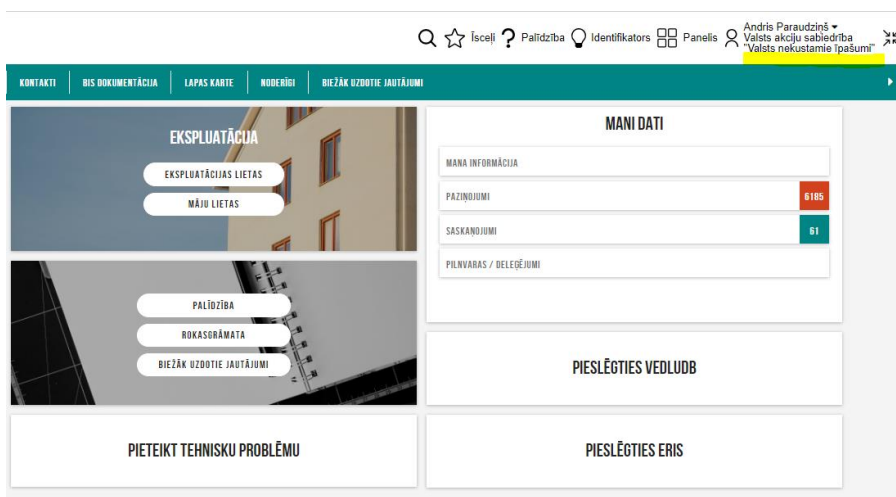 Īsceļi Palīdzība Identifikators Panelis
Andris Paraudziņš
Valsts akciju sabiedrība
"Valsts nekustamie īpašumi"
KONTAKTI BIS DOKUMENTĀCIJA LAPAS KARTE NODERĪGI BIEŽĀK UZDOTIE JAUTĀJUMI
EKSPLUATĀCIJA
EKSPLUATĀCIJAS LIETAS
MĀJU LIETAS
PALĪDZĪBA
ROKASGRĀMATA
BIEŽĀK UZDOTIE JAUTĀJUMI
PIETEIKT TEHNISKU PROBLĒMU
MANI DATI
MANA INFORMĀCIJA
PAZIŅOJUMI 6185
SASKAŅOJUMI 61
PILNVARAS / DELEĢĒJUMI
PIESLĒGTIES VEDLUDB
PIESLĒGTIES ERIS